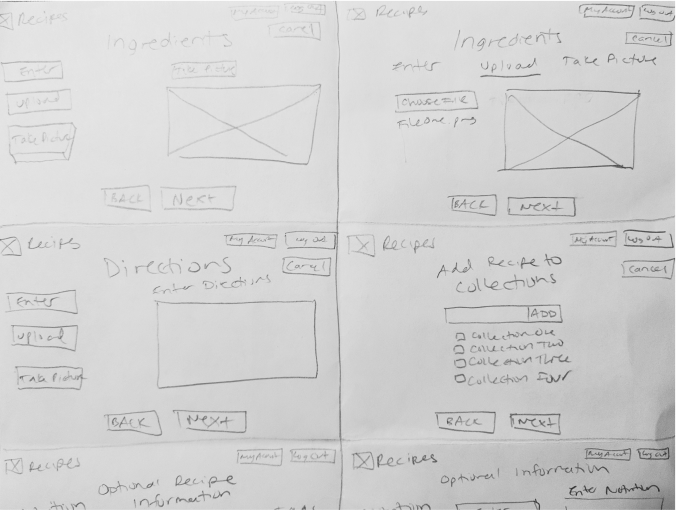 Recipes
My Account Log Out
Cancel
Ingredients
Enter
Upload
Take Picture
Take Picture
BACK Next
Recipes
My Account Log Out
Cancel
Ingredients
Enter Upload Take Picture
Choose File
FileOne.png
BACK Next
Recipes
My Account Log Out
Cancel
Directions
Enter Directions
Enter
Upload
Take Picture
BACK Next
Recipes
My Account Log Out
Cancel
Add Recipe to
Collections
ADD
Collection One
Collection Two
Collection Three
Collection Four
BACK Next
Recipes
My Account Log Out
Optional Recipe
Information
Recipes
My Account Log Out
Optional Information
Enter Nutrition